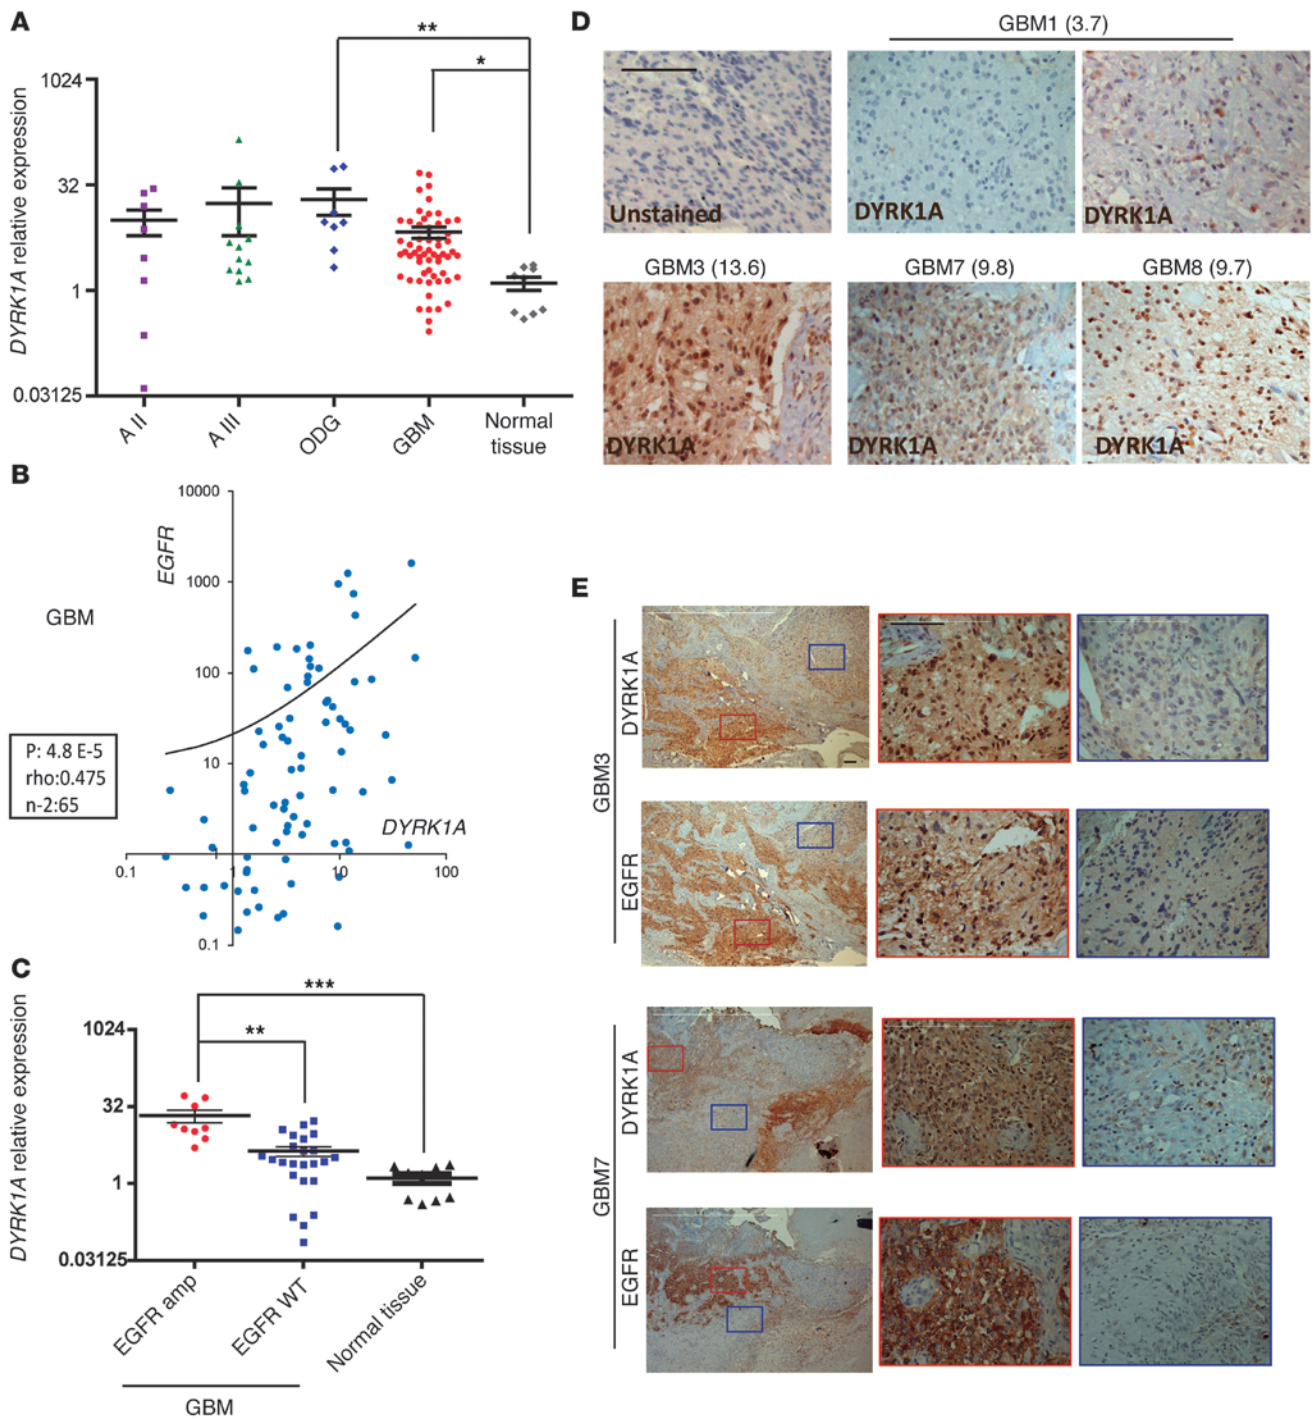 A
DYRK1A relative expression
1024
32
1
0.03125
**
*
A II
A III
ODG
GBM
Normal
tissue
B
GBM
EGFR
10000
1000
100
10
1
0.1
DYRK1A
0.1
1
10
100
P: 4.8 E-5
rho:0.475
n-2:65
C
DYRK1A relative expression
1024
32
1
0.03125
***
**
EGFR amp
EGFR WT
Normal tissue
GBM
D
GBM1 (3.7)
Unstained
DYRK1A
DYRK1A
GBM3 (13.6)
GBM7 (9.8)
GBM8 (9.7)
DYRK1A
DYRK1A
DYRK1A
E
GBM3
DYRK1A
EGFR
GBM7
DYRK1A
EGFR